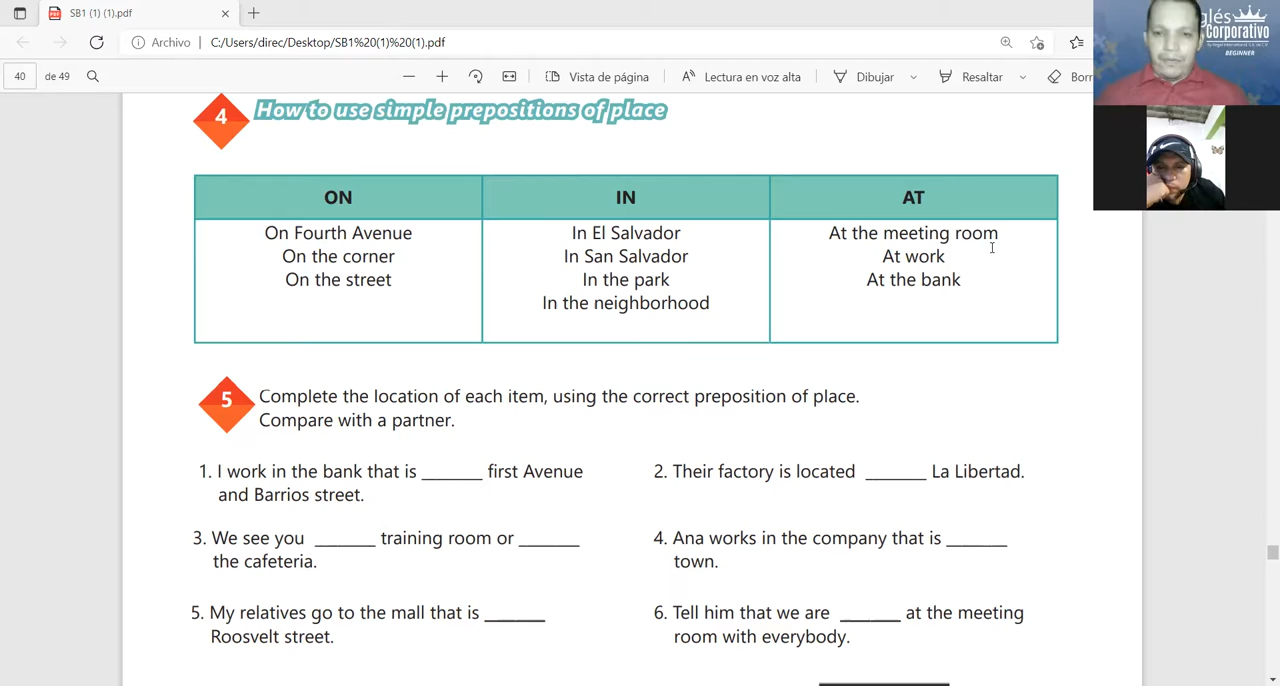 SB1 (1) (1).pdf
Archivo
C:/Users/direc/Desktop/SB1%20(1)%20(1).pdf
40
de 49
Vista de página
Lectura en voz alta
Dibujar
Resaltar
Borr
glés
Corporativo
BEGINNER
4 How to use simple prepositions of place
ON
IN
AT
On Fourth Avenue
On the corner
On the street
In El Salvador
In San Salvador
In the park
In the neighborhood
At the meeting room
At work
At the bank
5 Complete the location of each item, using the correct preposition of place.
Compare with a partner.
1. I work in the bank that is _______ first Avenue
and Barrios street.
2. Their factory is located _______ La Libertad.
3. We see you _______ training room or _______
the cafeteria.
4. Ana works in the company that is _______
town.
5. My relatives go to the mall that is _______
Roosvelt street.
6. Tell him that we are _______ at the meeting
room with everybody.